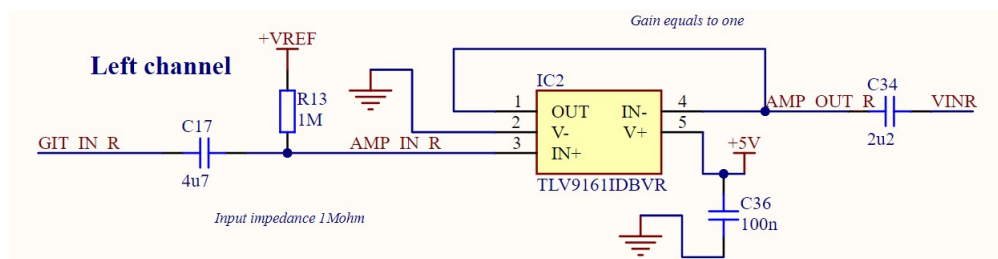 Gain equals to one
+VREF
Left channel
IC2
C34
R13
1M
1
OUT
IN-
4
AMP_OUT_R
VINR
C17
2
V-
V+
5
2u2
GIT_IN_R
AMP_IN_R
3
IN+
+5V
4u7
TLV9161IDBVR
C36
100n
Input impedance 1Mohm